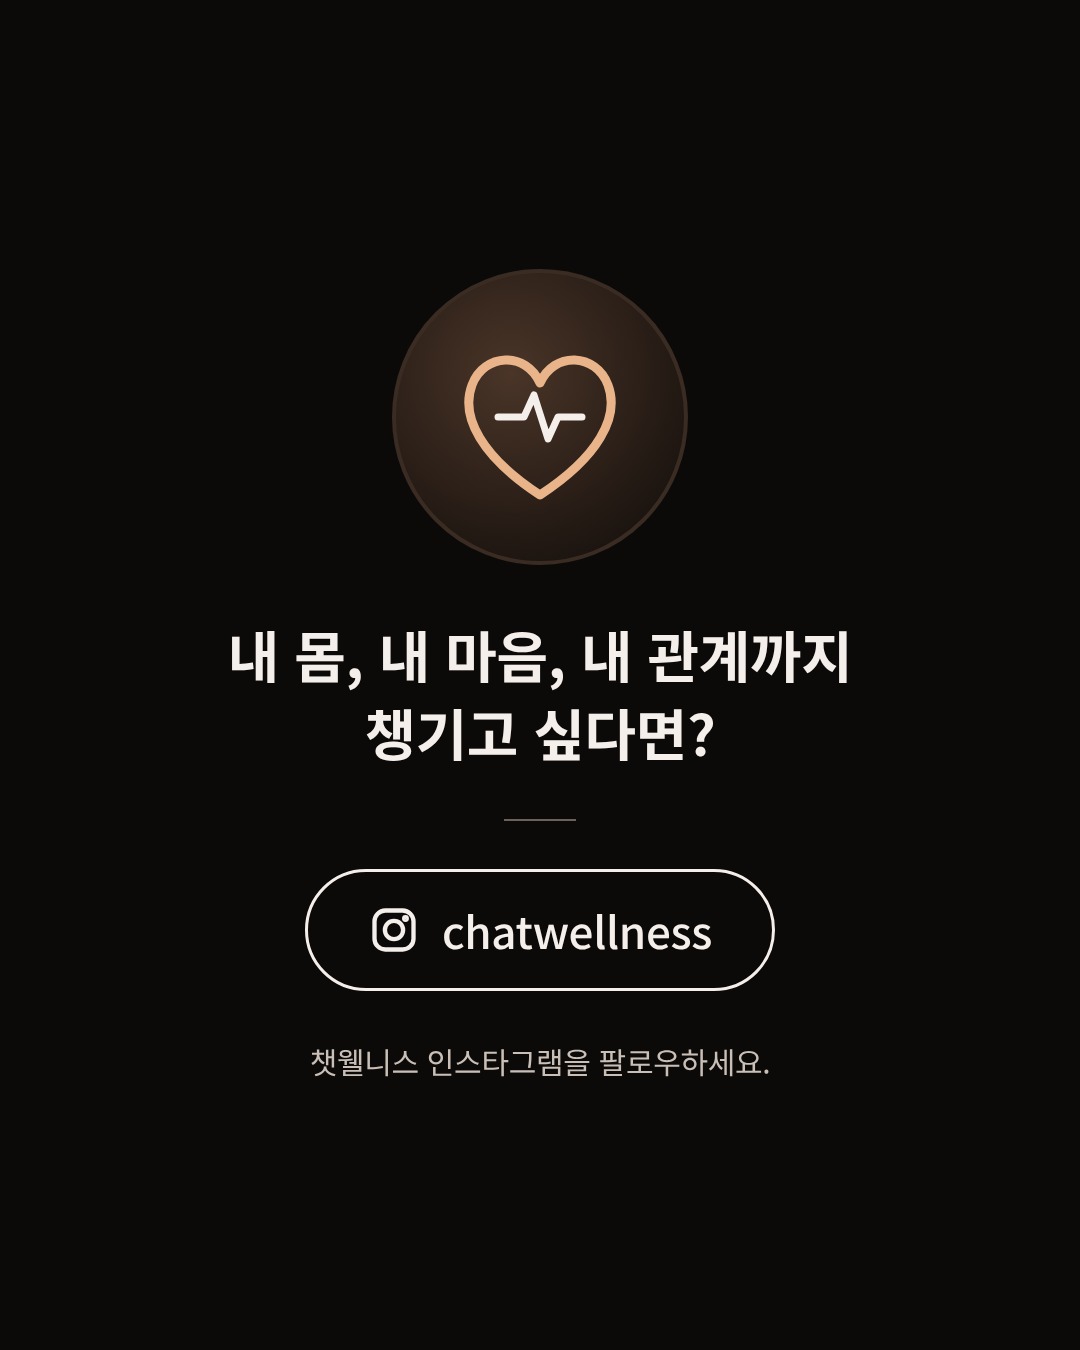 내 몸, 내 마음, 내 관계까지
챙기고 싶다면?
chatwellness
챗웰니스 인스타그램을 팔로우하세요.